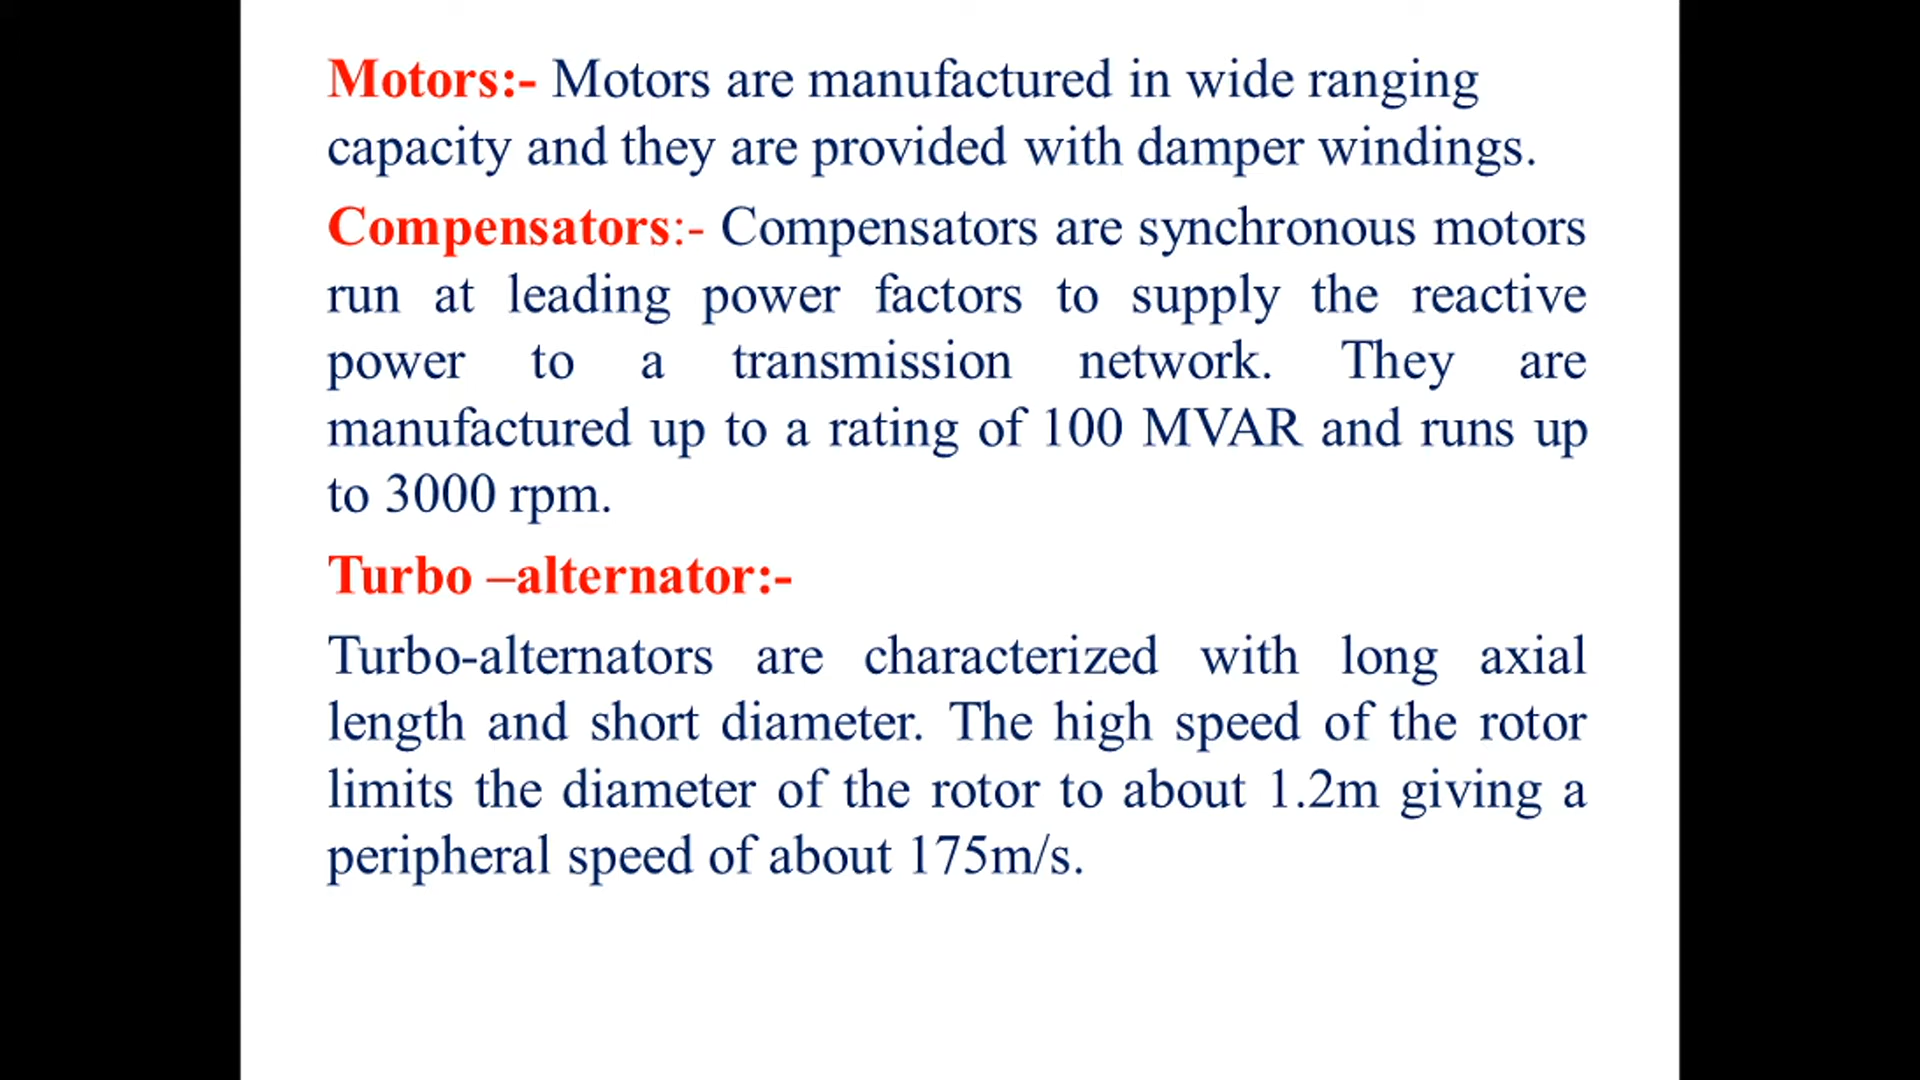 Motors:- Motors are manufactured in wide ranging
capacity and they are provided with damper windings.
Compensators:- Compensators are synchronous motors
run at leading power factors to supply the reactive
power to a transmission network. They are
manufactured up to a rating of 100 MVAR and runs up
to 3000 rpm.
Turbo –alternator:-
Turbo-alternators are characterized with long axial
length and short diameter. The high speed of the rotor
limits the diameter of the rotor to about 1.2m giving a
peripheral speed of about 175m/s.